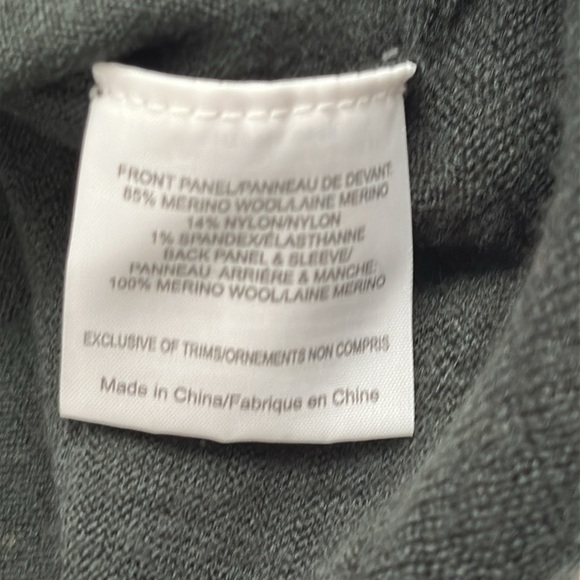 FRONT PANEL/PANNEAU DE DEVANT
85% MERINO WOOL/LAINE MERINO
14% NYLON/NYLON
1% SPANDEX/ÉLASTHANNE
BACK PANEL & SLEEVE/
PANNEAU ARRIÈRE & MANCHE:
100% MERINO WOOL/LAINE MERINO
EXCLUSIVE OF TRIMS/ORNEMENTS NON COMPRIS
Made in China/Fabrique en Chine